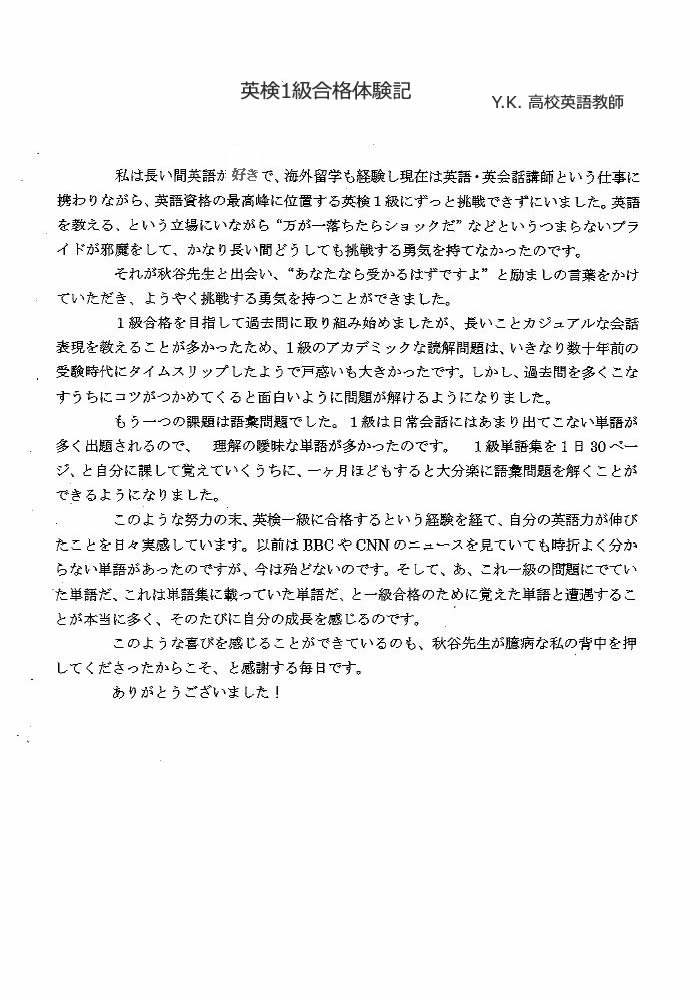 英検1級合格体験記
Y.K. 高校英語教師
私は長い間英語が好きで、海外留学も経験し現在は英語・英会話講師という仕事に
携わりながら、英語資格の最高峰に位置する英検１級にずっと挑戦できずにいました。英語
を教える、という立場にいながら “万が一落ちたらショックだ” などというつまらないプラ
イドが邪魔をして、かなり長い間どうしても挑戦する勇気を持てなかったのです。
それが秋谷先生と出会い、“あなたなら受かるはずですよ” と励ましの言葉をかけ
ていただき、ようやく挑戦する勇気を持つことができました。
１級合格を目指して過去問に取り組み始めましたが、長いことカジュアルな会話
表現を教えることが多かったため、１級のアカデミックな読解問題は、いきなり数十年前の
受験時代にタイムスリップしたようで戸惑いも大きかったです。しかし、過去問を多くこな
すうちにコツがつかめてくると面白いように問題が解けるようになりました。
もう一つの課題は語彙問題でした。１級は日常会話にはあまり出てこない単語が
多く出題されるので、　理解の曖昧な単語が多かったのです。　１級単語集を１日 30 ペー
ジ、と自分に課して覚えていくうちに、一ヶ月ほどもすると大分楽に語彙問題を解くことが
できるようになりました。
このような努力の末、英検一級に合格するという経験を経て、自分の英語力が伸び
たことを日々実感しています。以前は BBC や CNN のニュースを見ていても時折よく分か
らない単語があったのですが、今は殆どないのです。そして、あ、これ一級の問題にでてい
た単語だ、これは単語集に載っていた単語だ、と一級合格のために覚えた単語と遭遇するこ
とが本当に多く、そのたびに自分の成長を感じるのです。
このような喜びを感じることができているのも、秋谷先生が臆病な私の背中を押
してくださったからこそ、と感謝する毎日です。
ありがとうございました！